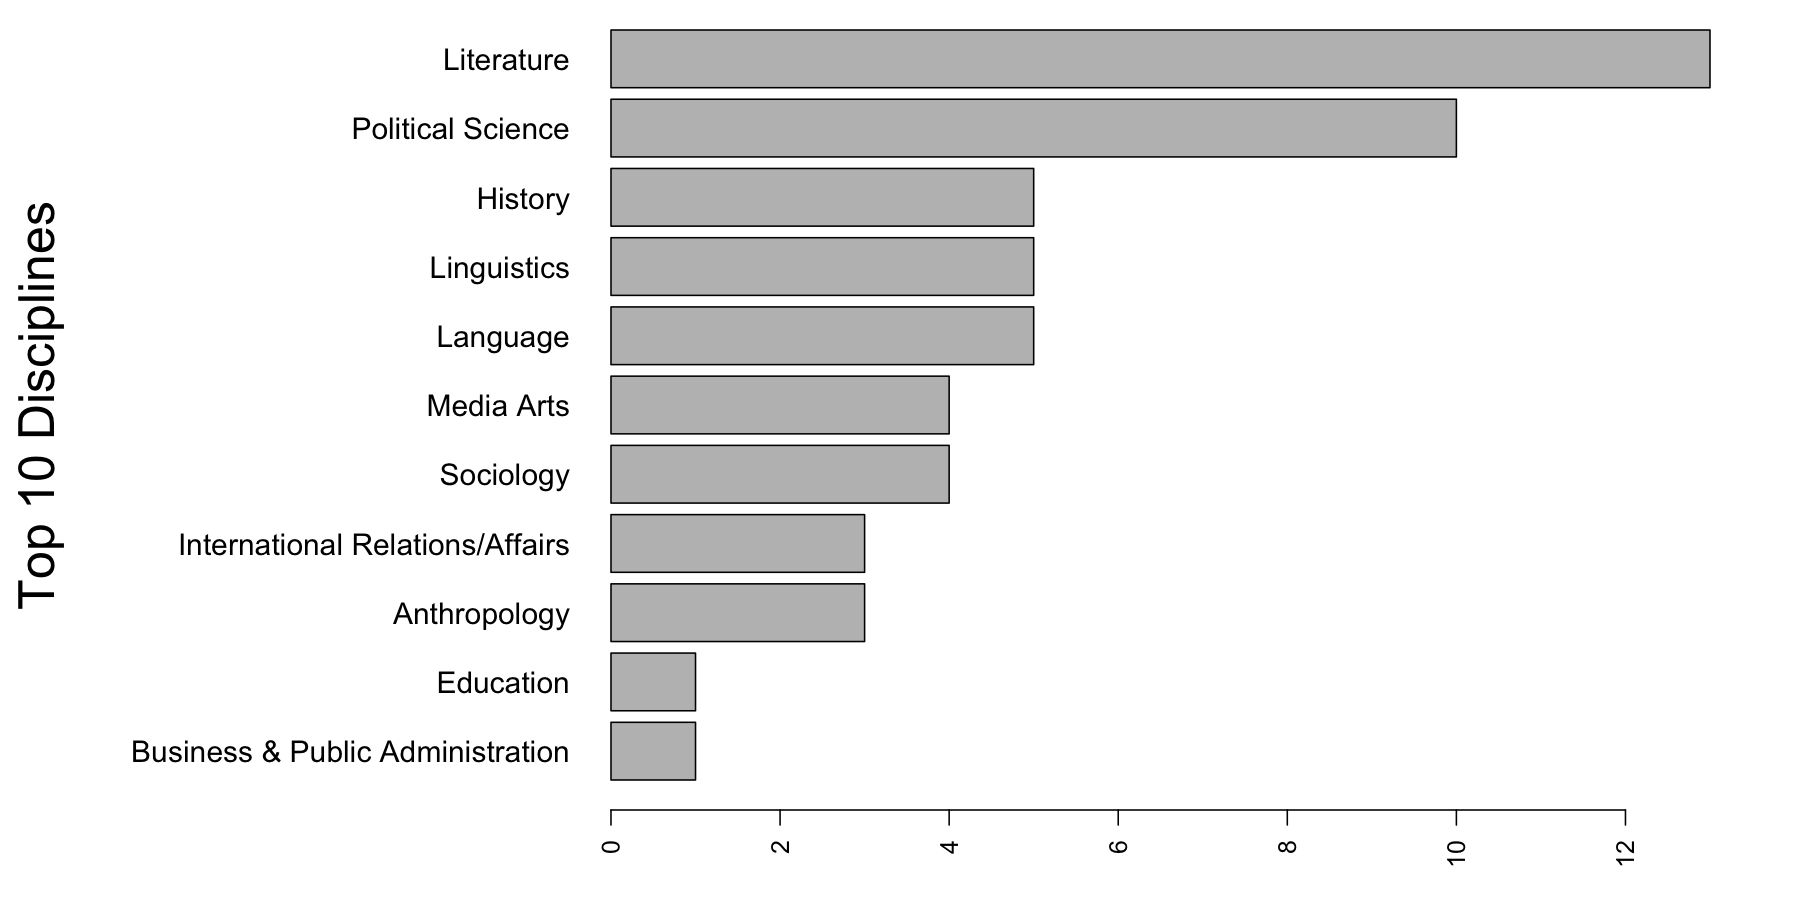 Top 10 Disciplines
Literature
Political Science
History
Linguistics
Language
Media Arts
Sociology
International Relations/Affairs
Anthropology
Education
Business & Public Administration
0 2 4 6 8 10 12